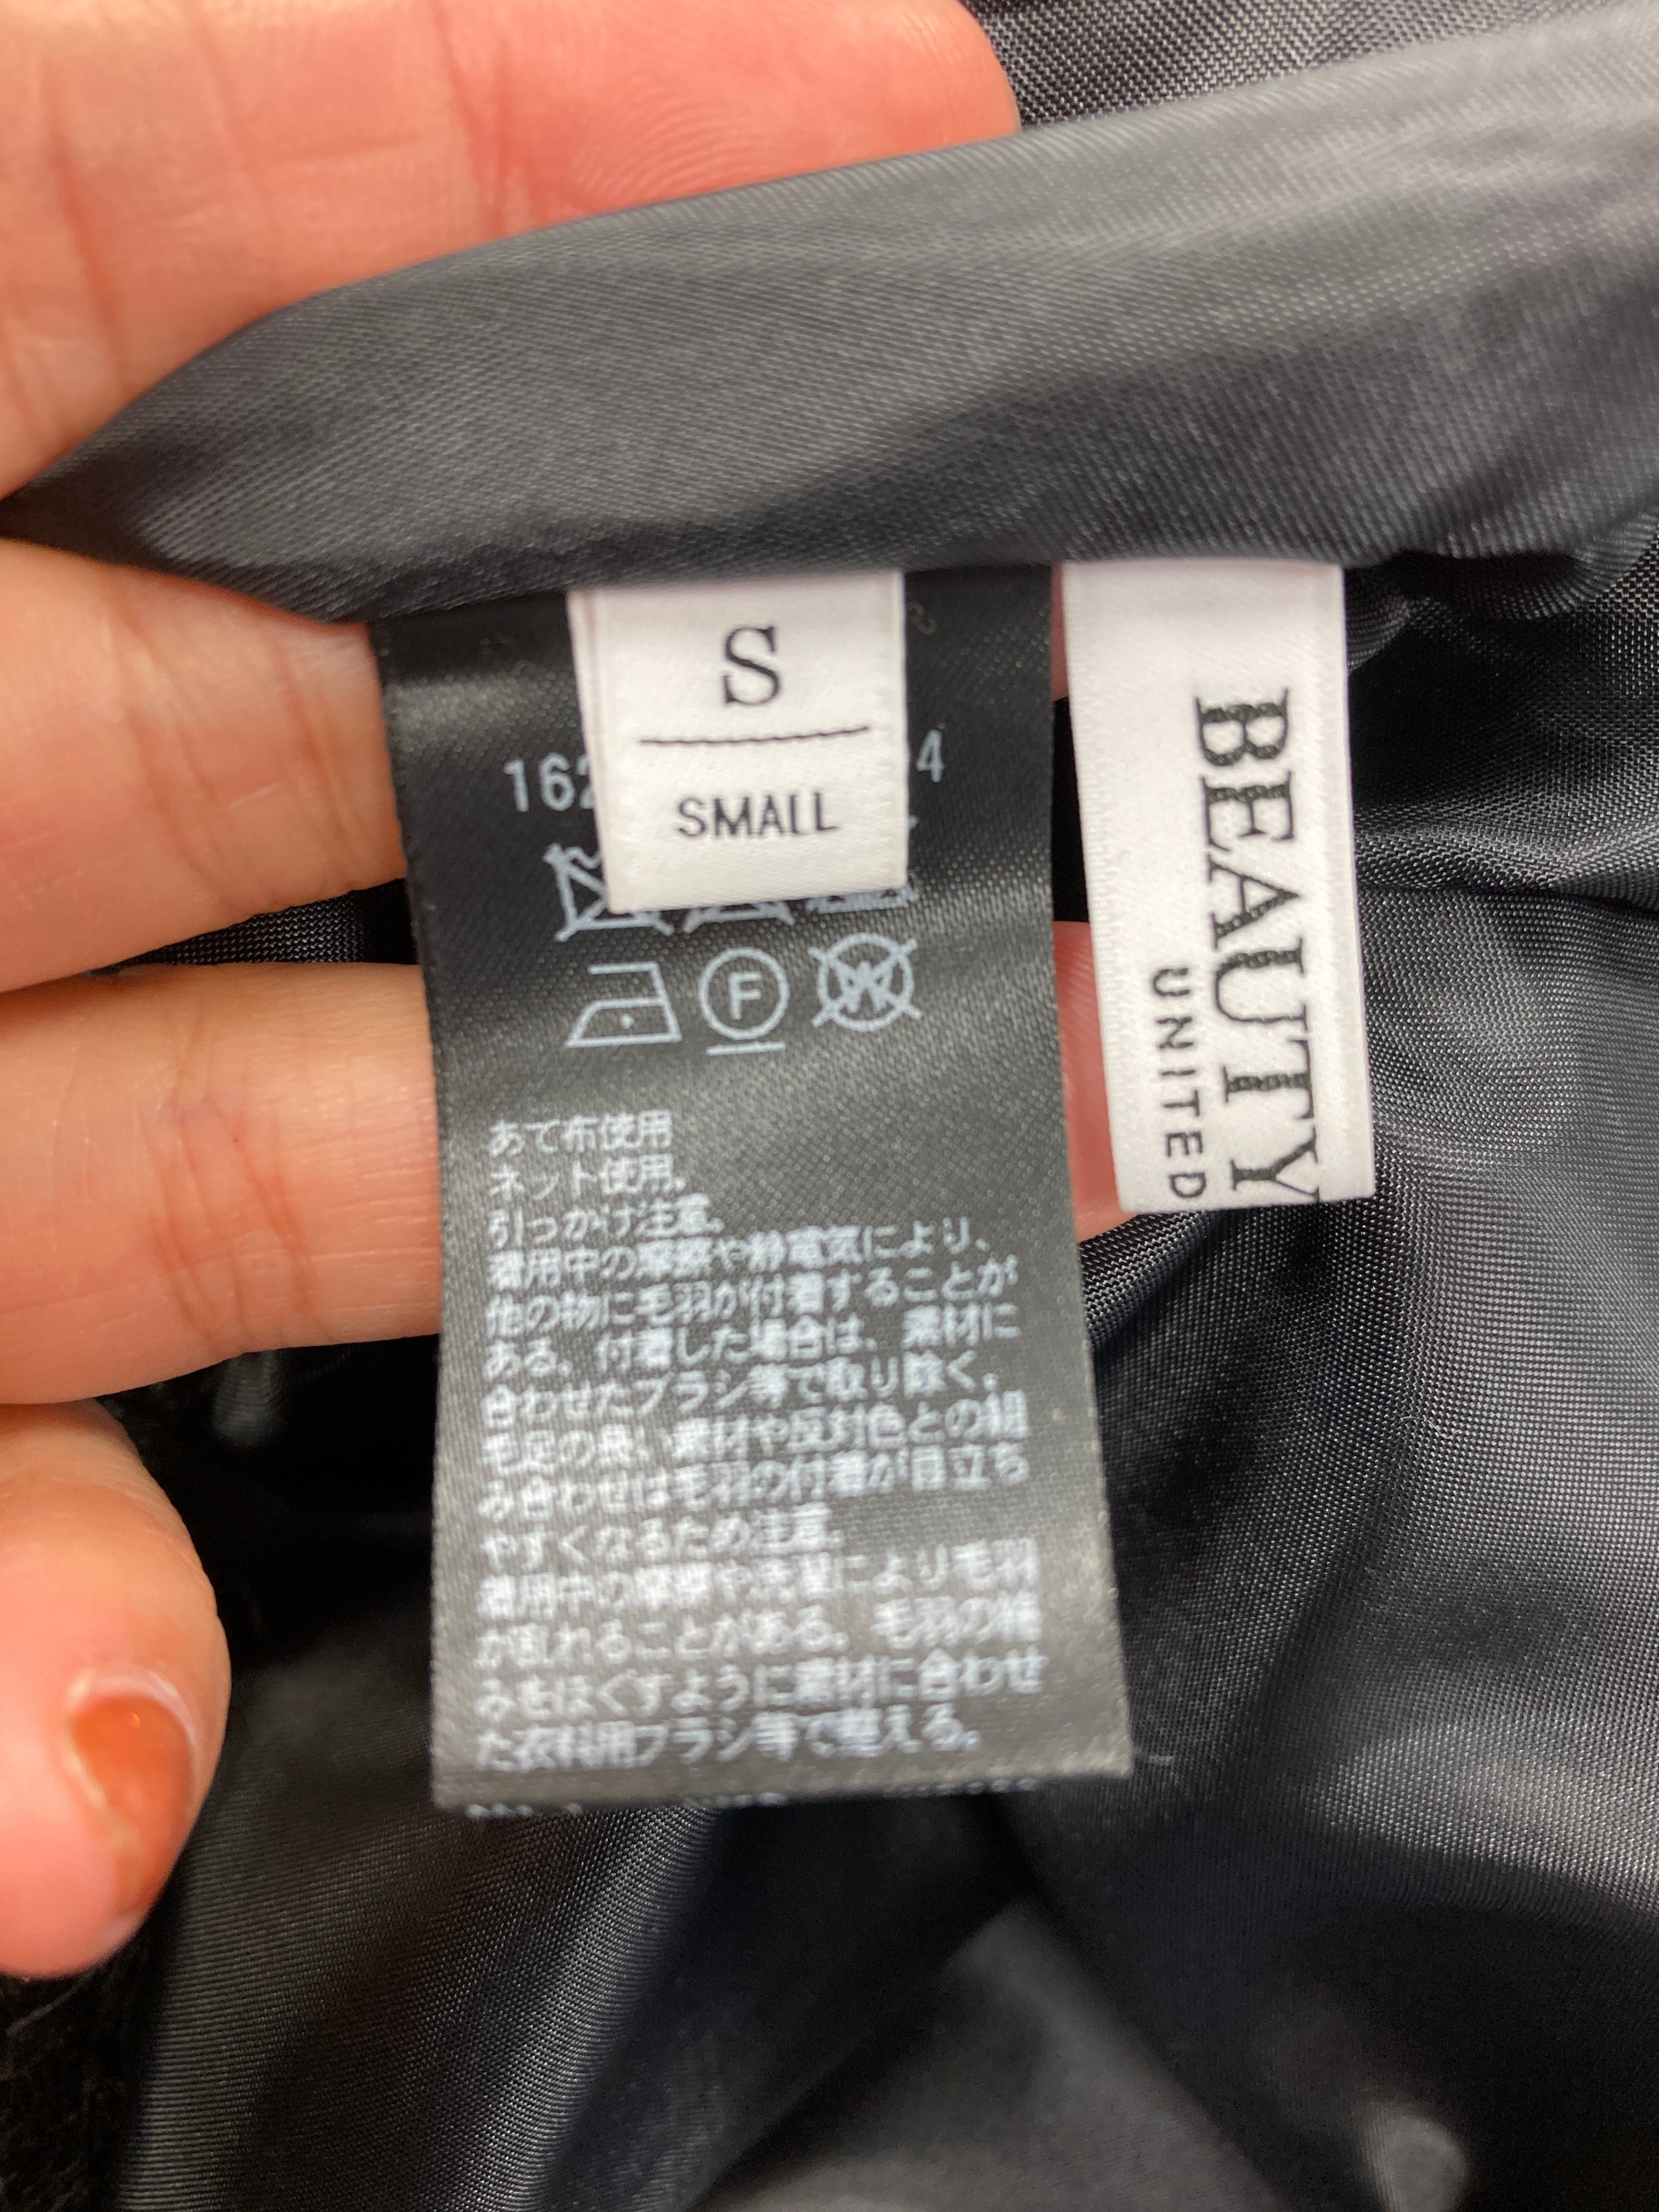 S
SMALL
BEAUTY
UNITED
162
4
F
W
あて布使用
ネット使用。
引っかけ注意。
着用中の摩擦や静電気により、
他の物に毛羽が付着することが
ある。付着した場合は、素材に
合わせたブラシ等で取り除く。
毛足の長い素材や反対色との組
み合わせは毛羽の付着が目立ち
やすくなるため注意。
着用中の摩擦や洗濯により毛羽
が乱れることがある。毛羽の絡
みをほぐすように素材に合わせ
た衣料用ブラシ等で整える。